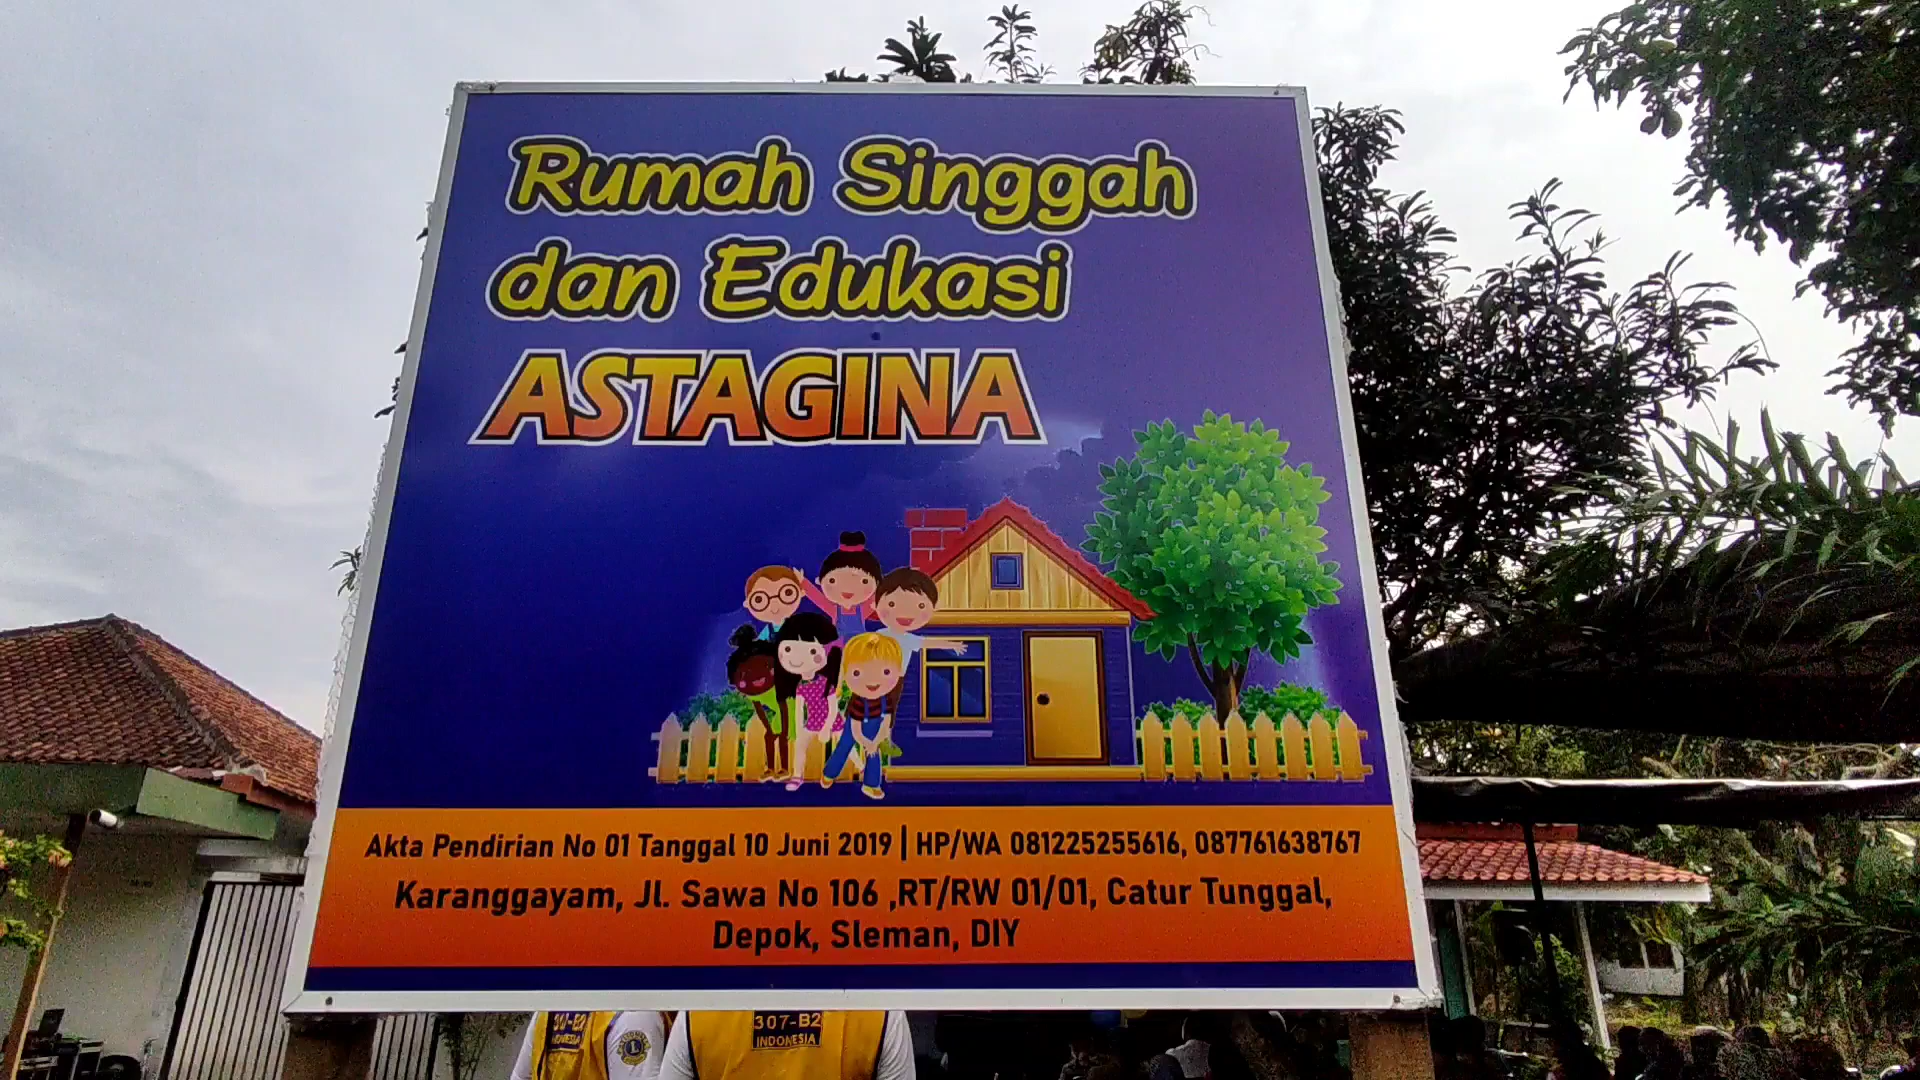 Rumah Singgah
dan Edukasi
ASTAGINA
Akta Pendirian No 01 Tanggal 10 Juni 2019 | HP/WA 081225255616, 087761638767
Karanggayam, Jl. Sawa No 106 ,RT/RW 01/01, Catur Tunggal,
Depok, Sleman, DIY
307-B2
INDONESIA